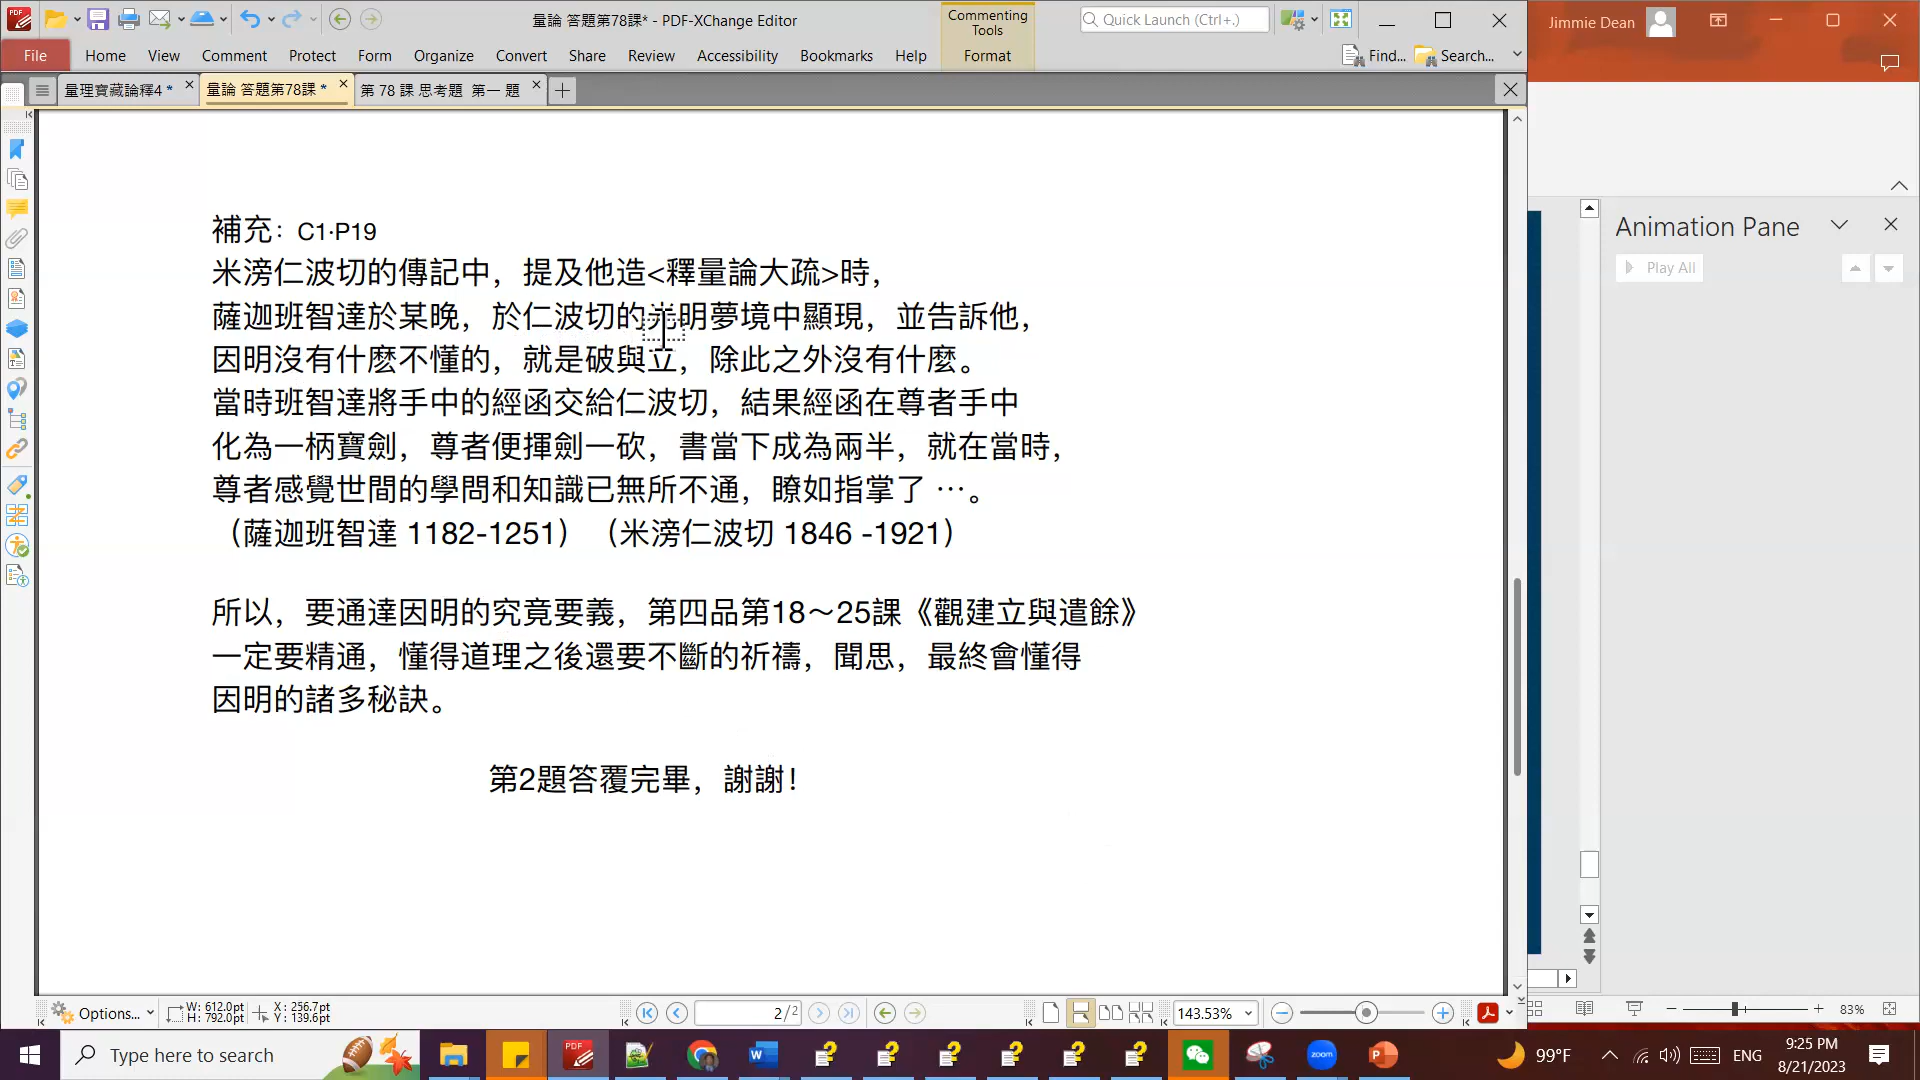 量論 答題第78課* - PDF-XChange Editor
Commenting Tools
Quick Launch (Ctrl+.)
Jimmie Dean
File Home View Comment Protect Form Organize Convert Share Review Accessibility Bookmarks Help Format
Find... Search...
量理寶藏論釋4 * 量論 答題第78課 * 第 78 課 思考題 第一 題
補充：C1·P19
米滂仁波切的傳記中，提及他造<釋量論大疏>時，
薩迦班智達於某晚，於仁波切的光明夢境中顯現，並告訴他，
因明沒有什麼不懂的，就是破與立，除此之外沒有什麼。
當時班智達將手中的經函交給仁波切，結果經函在尊者手中
化為一柄寶劍，尊者便揮劍一砍，書當下成為兩半，就在當時，
尊者感覺世間的學問和知識已無所不通，瞭如指掌了 …。
（薩迦班智達 1182-1251）（米滂仁波切 1846 -1921）
所以，要通達因明的究竟要義，第四品第18～25課《觀建立與遣餘》
一定要精通，懂得道理之後還要不斷的祈禱，聞思，最終會懂得
因明的諸多秘訣。
第2題答覆完畢，謝謝！
Animation Pane
Play All
Options... W: 612.0pt H: 792.0pt X: 256.7pt Y: 139.6pt 2/2 143.53% 83%
Type here to search 99°F ENG 9:25 PM
8/21/2023